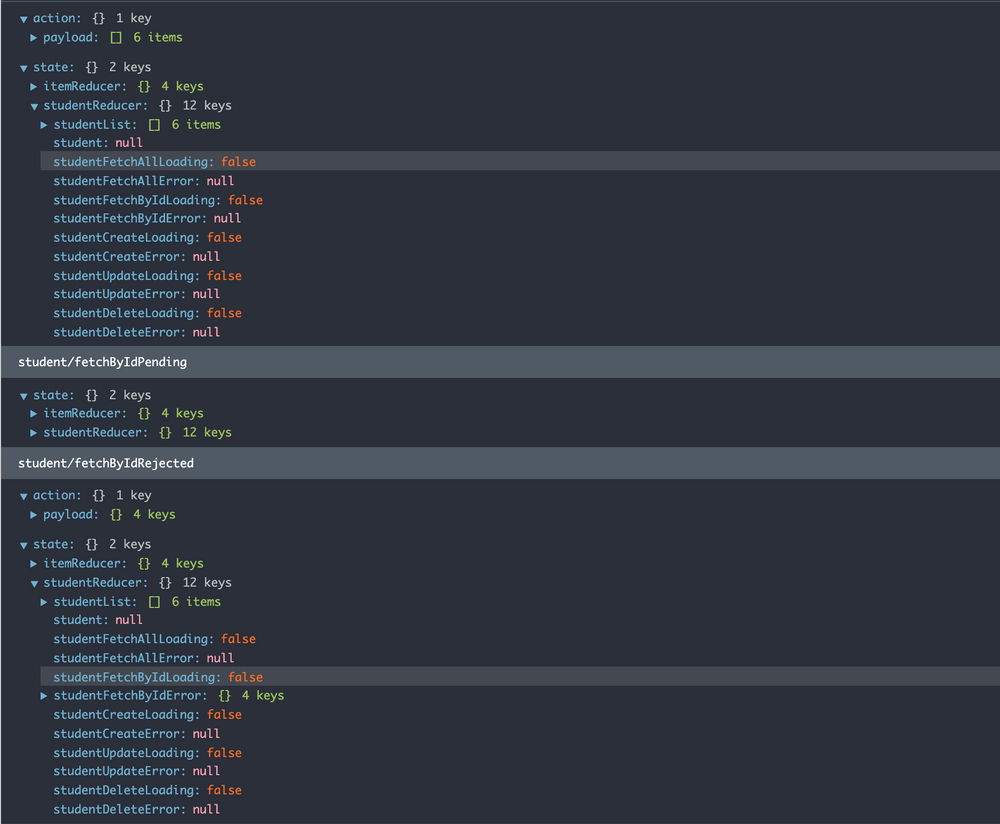 ▼ action: {} 1 key
▶ payload: [] 6 items
▼ state: {} 2 keys
▶ itemReducer: {} 4 keys
▼ studentReducer: {} 12 keys
▶ studentList: [] 6 items
student: null
studentFetchAllLoading: false
studentFetchAllError: null
studentFetchByIdLoading: false
studentFetchByIdError: null
studentCreateLoading: false
studentCreateError: null
studentUpdateLoading: false
studentUpdateError: null
studentDeleteLoading: false
studentDeleteError: null
student/fetchByIdPending
▼ state: {} 2 keys
▶ itemReducer: {} 4 keys
▶ studentReducer: {} 12 keys
student/fetchByIdRejected
▼ action: {} 1 key
▶ payload: {} 4 keys
▼ state: {} 2 keys
▶ itemReducer: {} 4 keys
▼ studentReducer: {} 12 keys
▶ studentList: [] 6 items
student: null
studentFetchAllLoading: false
studentFetchAllError: null
studentFetchByIdLoading: false
▶ studentFetchByIdError: {} 4 keys
studentCreateLoading: false
studentCreateError: null
studentUpdateLoading: false
studentUpdateError: null
studentDeleteLoading: false
studentDeleteError: null